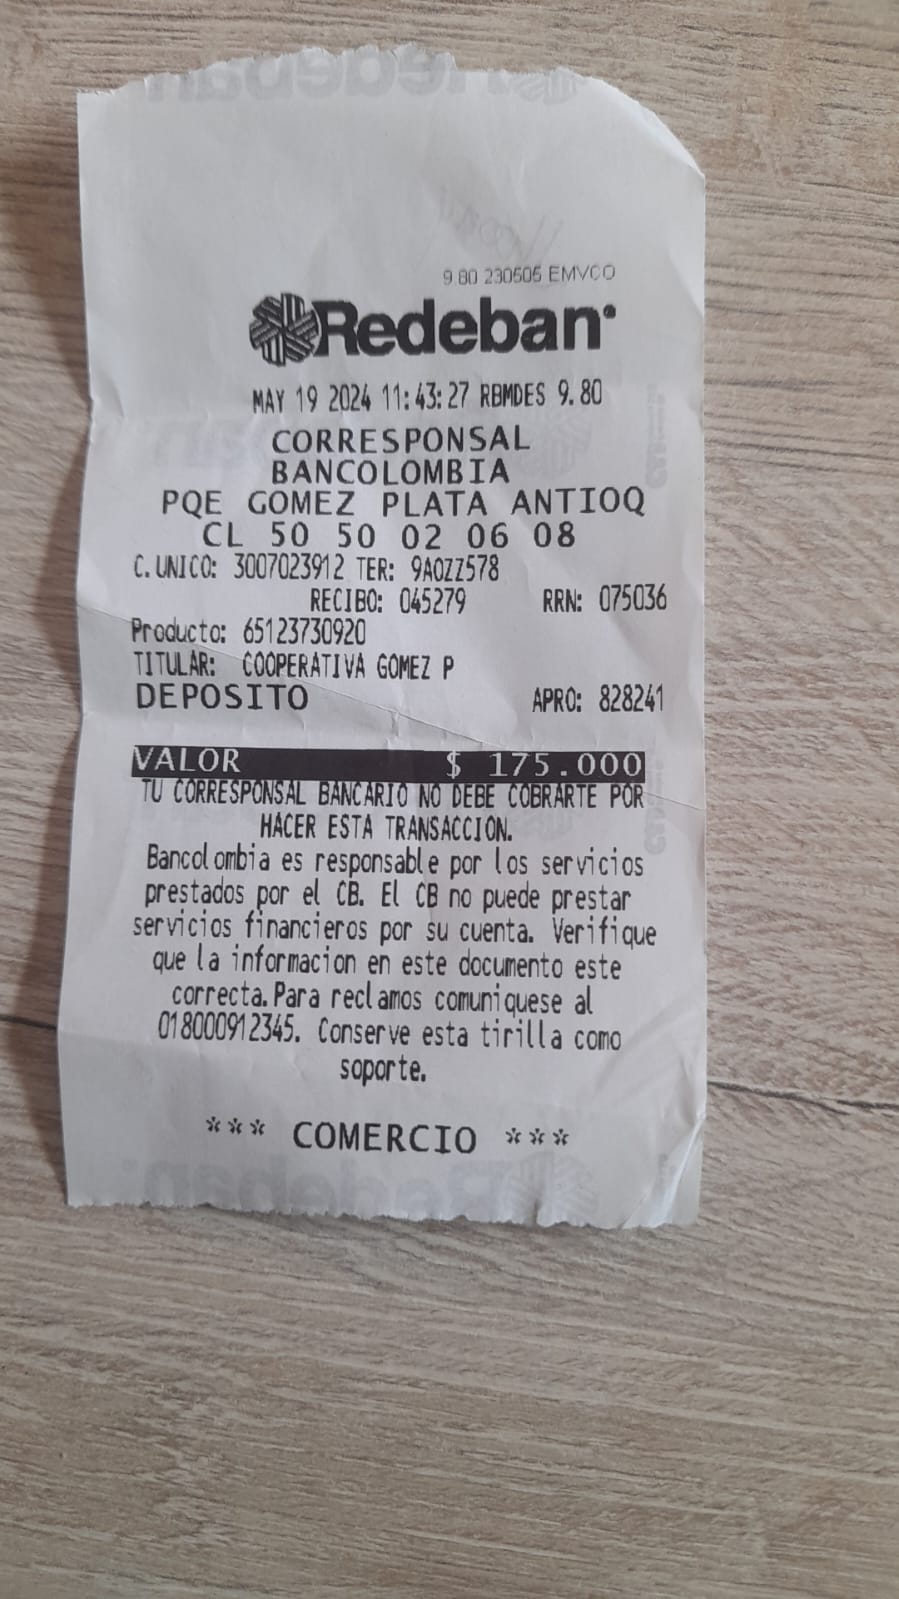 9.80 230505 EMVCO
Redeban
MAY 19 2024 11:43:27 RBMDES 9.80
CORRESPONSAL
BANCOLOMBIA
PQE GOMEZ PLATA ANTIOQ
CL 50 50 02 06 08
C.UNICO: 3007023912 TER: 9AOZZ578
RECIBO: 045279 RRN: 075036
Producto: 65123730920
TITULAR: COOPERATIVA GOMEZ P
DEPOSITO APRO: 828241
VALOR $ 175.000
TU CORRESPONSAL BANCARIO NO DEBE COBRARTE POR
HACER ESTA TRANSACCION.
Bancolombia es responsable por los servicios
prestados por el CB. El CB no puede prestar
servicios financieros por su cuenta. Verifique
que la informacion en este documento este
correcta.Para reclamos comuniquese al
018000912345. Conserve esta tirilla como
soporte.
*** COMERCIO ***